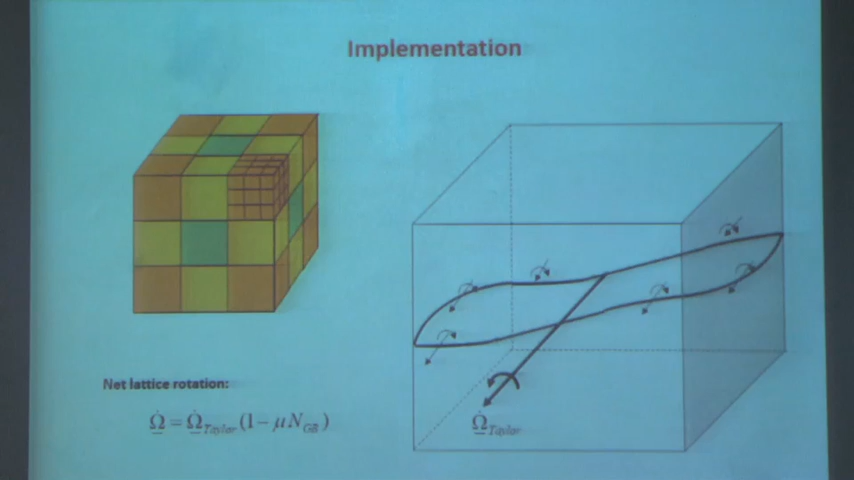 Implementation
Net lattice rotation:
Ω̇ = Ω̇_Taylor (1 − μN_GB)
Ω̇_Taylor